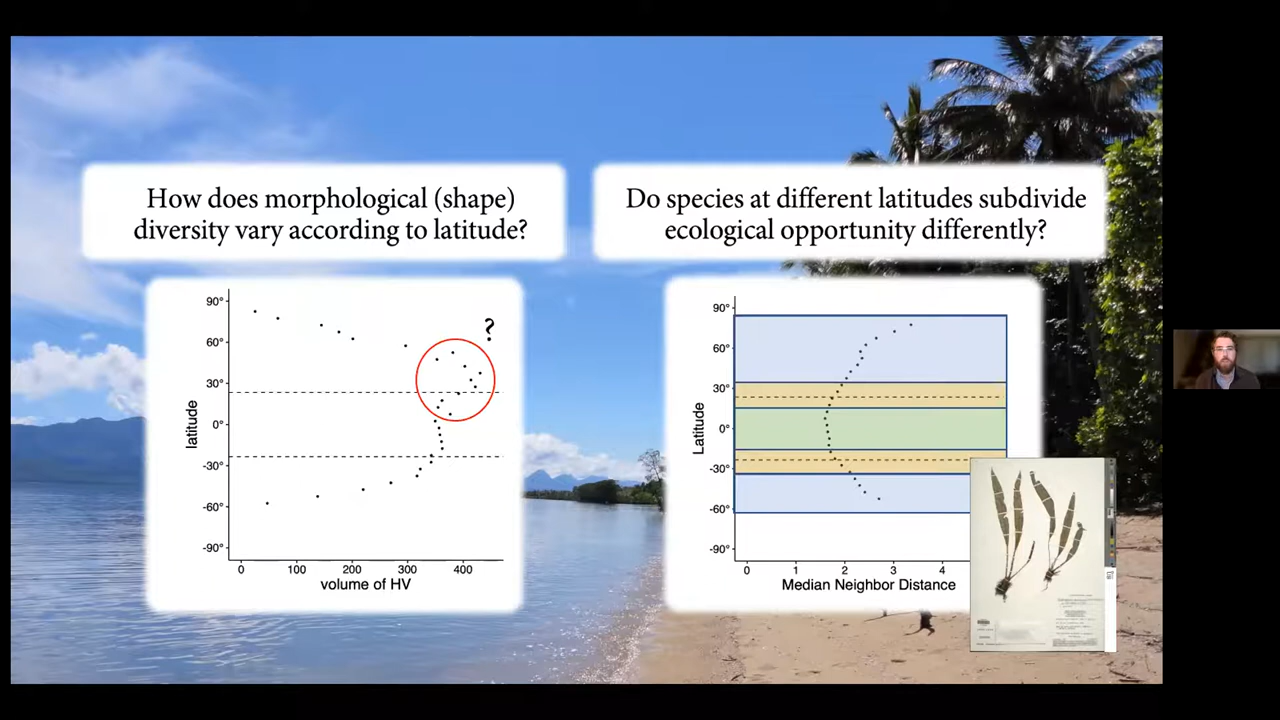 How does morphological (shape)
diversity vary according to latitude?
90°
60°
30°
0°
-30°
-60°
-90°
latitude
?
0 100 200 300 400
volume of HV
Do species at different latitudes subdivide
ecological opportunity differently?
90°
60°
30°
0°
-30°
-60°
-90°
Latitude
0 1 2 3 4
Median Neighbor Distance